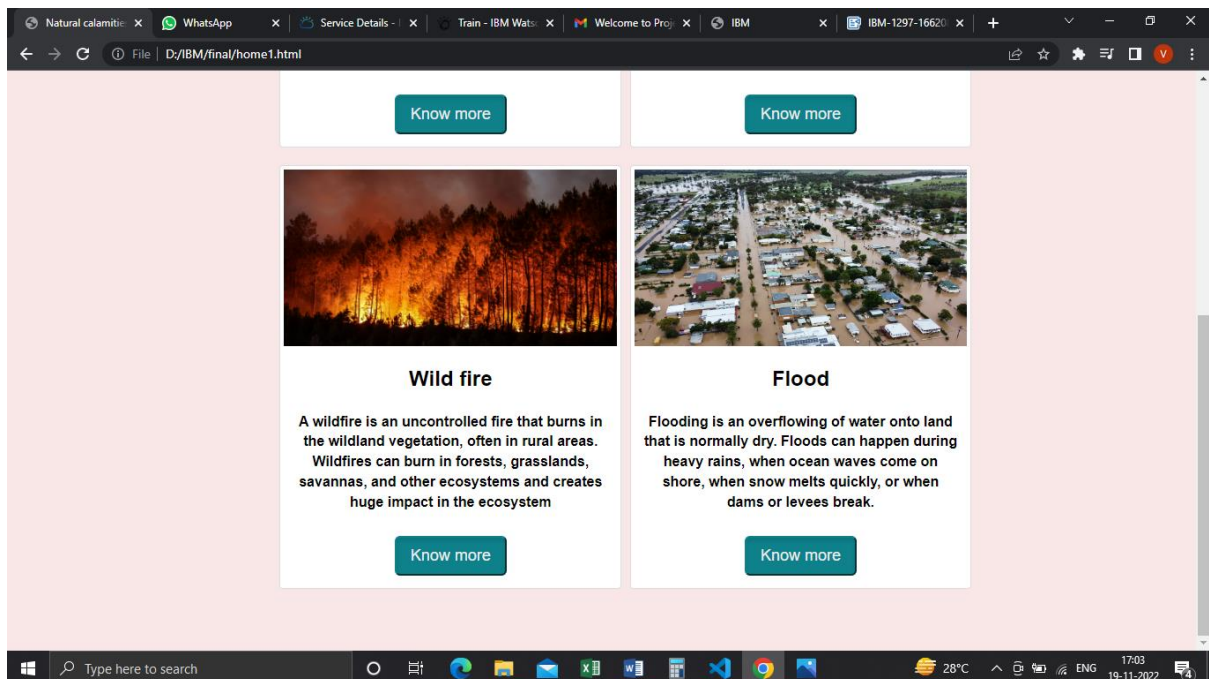 Natural calamitie
WhatsApp
Service Details - I
Train - IBM Watso
Welcome to Proj
IBM
IBM-1297-16620
File
D:/IBM/final/home1.html
V
Know more
Know more
Wild fire
Flood
A wildfire is an uncontrolled fire that burns in
the wildland vegetation, often in rural areas.
Wildfires can burn in forests, grasslands,
savannas, and other ecosystems and creates
huge impact in the ecosystem
Flooding is an overflowing of water onto land
that is normally dry. Floods can happen during
heavy rains, when ocean waves come on
shore, when snow melts quickly, or when
dams or levees break.
Know more
Know more
Type here to search
28°C
ENG
17:03
19-11-2022
4